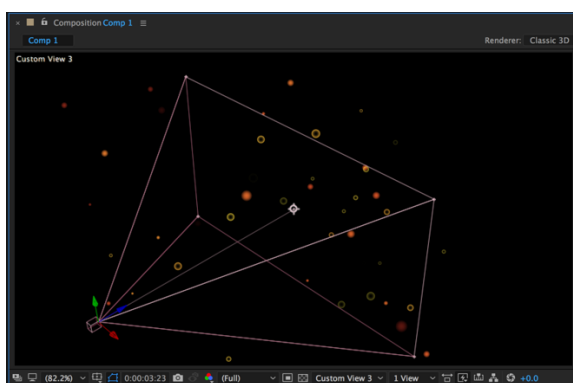 Composition Comp 1
Comp 1
Renderer: Classic 3D
Custom View 3
(82.2%) 0:00:03:23 (Full) Custom View 3 1 View +0.0